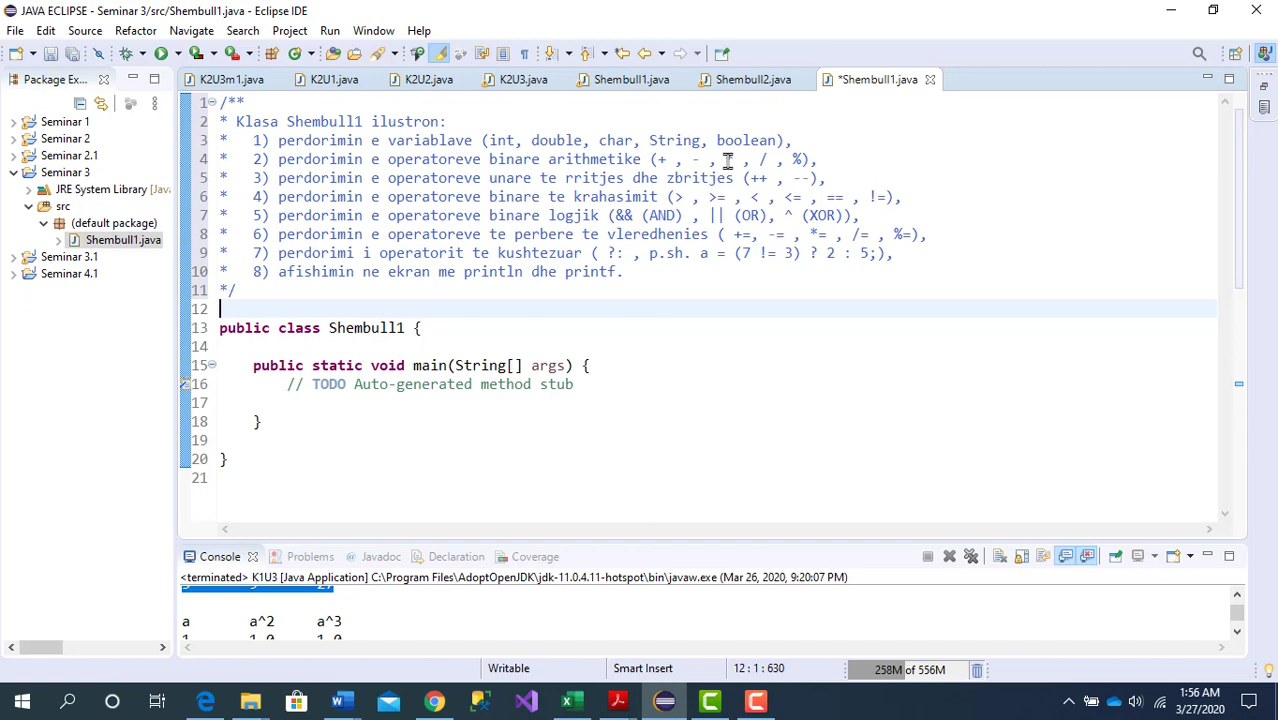 JAVA ECLIPSE - Seminar 3/src/Shembull1.java - Eclipse IDE
File Edit Source Refactor Navigate Search Project Run Window Help
Package Ex...
K2U3m1.java K2U1.java K2U2.java K2U3.java Shembull1.java Shembull2.java *Shembull1.java
Seminar 1
Seminar 2
Seminar 2.1
Seminar 3
JRE System Library [J
src
(default package)
Shembull1.java
Seminar 3.1
Seminar 4.1
1 /**
2 * Klasa Shembull1 ilustron:
3 * 1) perdorimin e variablave (int, double, char, String, boolean),
4 * 2) perdorimin e operatoreve binare arithmetike (+ , - , * , / , %),
5 * 3) perdorimin e operatoreve unare te rritjes dhe zbritjes (++ , --),
6 * 4) perdorimin e operatoreve binare te krahasimit (> , >= , < , <= , == , !=),
7 * 5) perdorimin e operatoreve binare logjik (&& (AND) , || (OR), ^ (XOR)),
8 * 6) perdorimin e operatoreve te perbere te vleredhenies ( +=, -= , *= , /= , %=),
9 * 7) perdorimi i operatorit te kushtezuar ( ?: , p.sh. a = (7 != 3) ? 2 : 5;),
10 * 8) afishimin ne ekran me println dhe printf.
11 */
12
13 public class Shembull1 {
14
15 public static void main(String[] args) {
16 // TODO Auto-generated method stub
17
18 }
19
20 }
21
Console Problems Javadoc Declaration Coverage
<terminated> K1U3 [Java Application] C:\Program Files\AdoptOpenJDK\jdk-11.0.4.11-hotspot\bin\javaw.exe (Mar 26, 2020, 9:20:07 PM)
a a^2 a^3
1 1.0 1.0
Writable Smart Insert 12 : 1 : 630 258M of 556M
1:56 AM
3/27/2020